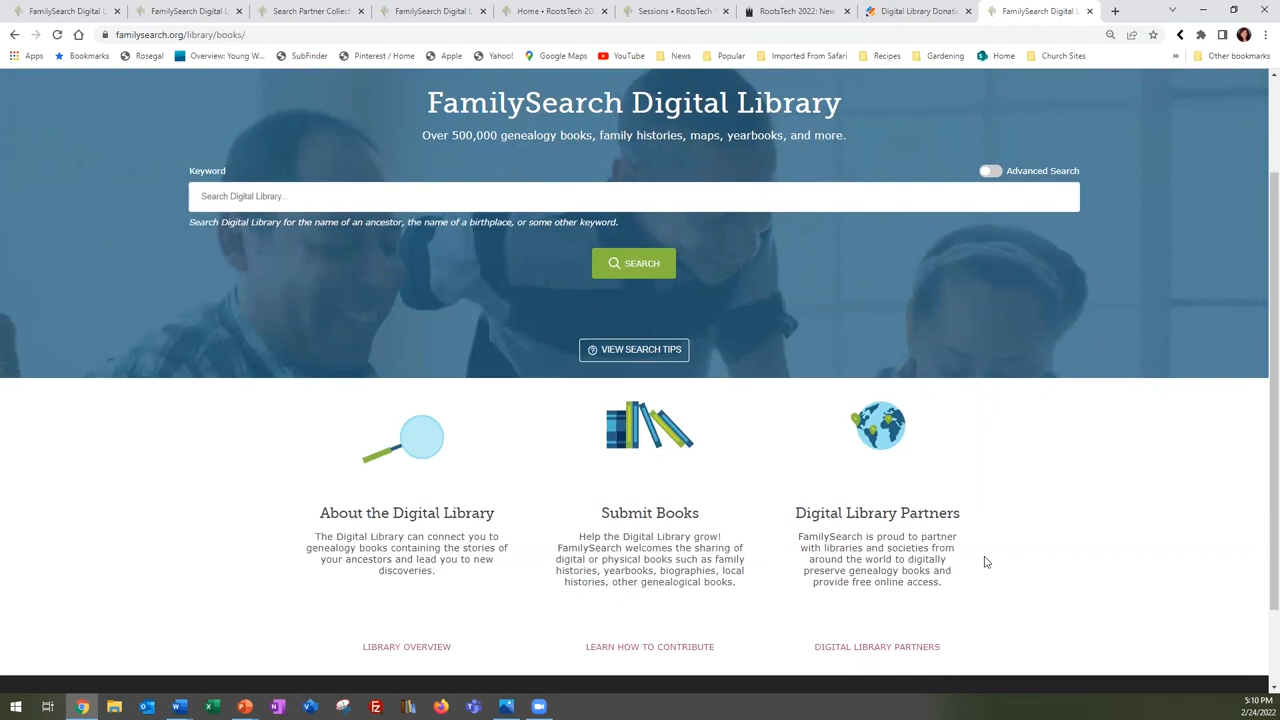 FamilySearch Digital L
FamilySearch Digital L
Search Partner Collect
FamilySearch Digital L
Home • RootsTech 202
Sessions • RootsTech
RootsTech 2022: New
Digital Library Donati
FamilySearch Digital L
familysearch.org/library/books/
Apps
Bookmarks
Rosegal
Overview: Young W...
SubFinder
Pinterest / Home
Apple
Yahoo!
Google Maps
YouTube
News
Popular
Imported From Safari
Recipes
Gardening
Home
Church Sites
»
Other bookmarks
FamilySearch Digital Library
Over 500,000 genealogy books, family histories, maps, yearbooks, and more.
Keyword
Advanced Search
Search Digital Library...
Search Digital Library for the name of an ancestor, the name of a birthplace, or some other keyword.
SEARCH
VIEW SEARCH TIPS
About the Digital Library
The Digital Library can connect you to
genealogy books containing the stories of
your ancestors and lead you to new
discoveries.
LIBRARY OVERVIEW
Submit Books
Help the Digital Library grow!
FamilySearch welcomes the sharing of
digital or physical books such as family
histories, yearbooks, biographies, local
histories, other genealogical books.
LEARN HOW TO CONTRIBUTE
Digital Library Partners
FamilySearch is proud to partner
with libraries and societies from
around the world to digitally
preserve genealogy books and
provide free online access.
DIGITAL LIBRARY PARTNERS
5:10 PM
2/24/2022